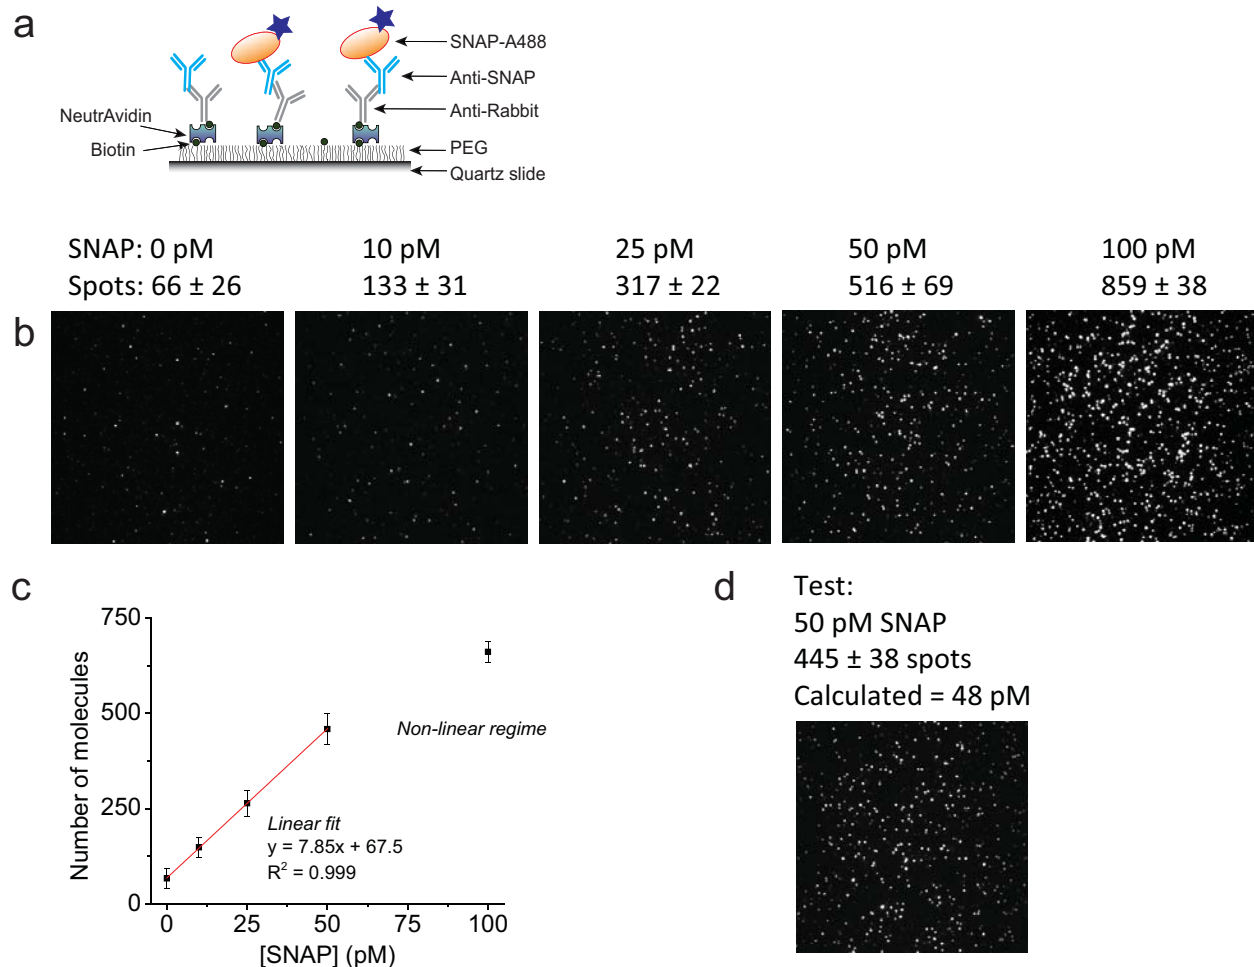 a
SNAP-A488
Anti-SNAP
Anti-Rabbit
NeutrAvidin
Biotin
PEG
Quartz slide
SNAP: 0 pM 10 pM 25 pM 50 pM 100 pM
Spots: 66 ± 26 133 ± 31 317 ± 22 516 ± 69 859 ± 38
b
c
Number of molecules
750
500
250
0
Non-linear regime
Linear fit
y = 7.85x + 67.5
R² = 0.999
0 25 50 75 100
[SNAP] (pM)
d
Test:
50 pM SNAP
445 ± 38 spots
Calculated = 48 pM